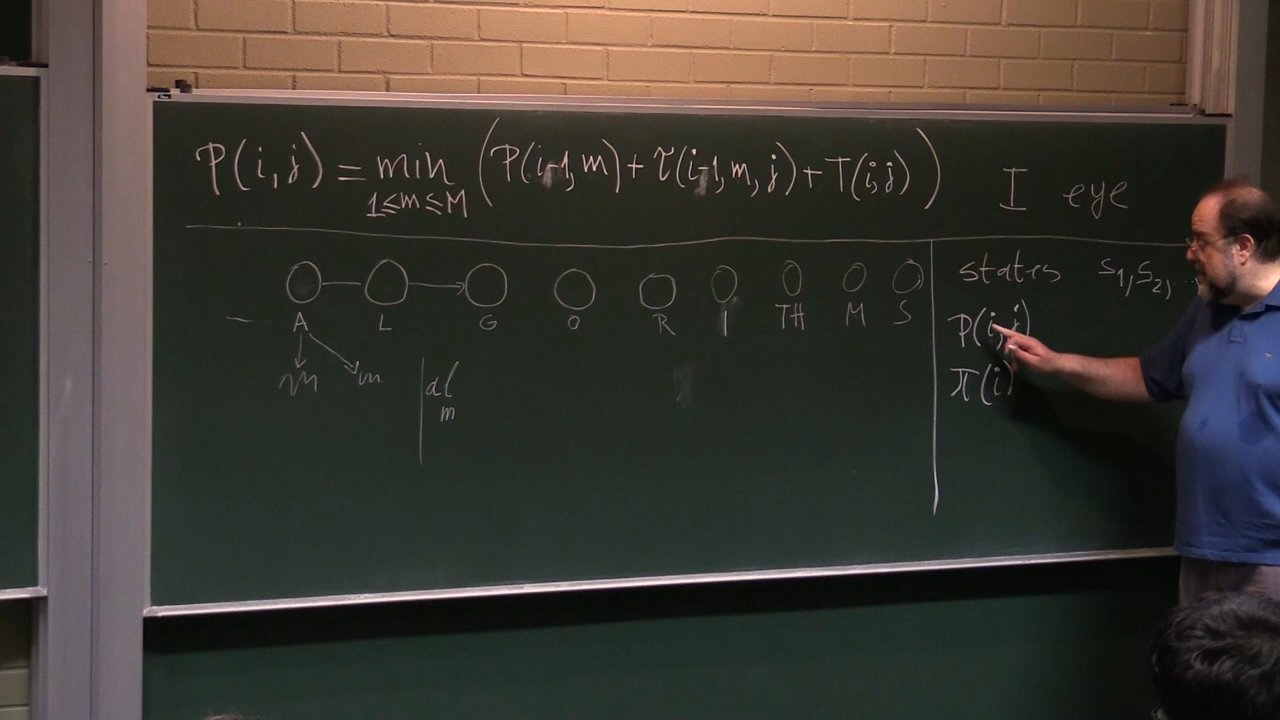 P(i,j) = min (P(i-1,m) + τ(i-1,m,j) + T(i,j))
1≤m≤M
I eye
A L G O R I TH M S
m
al
m
states s₁, s₂, ...
P(i,j)
π(i)